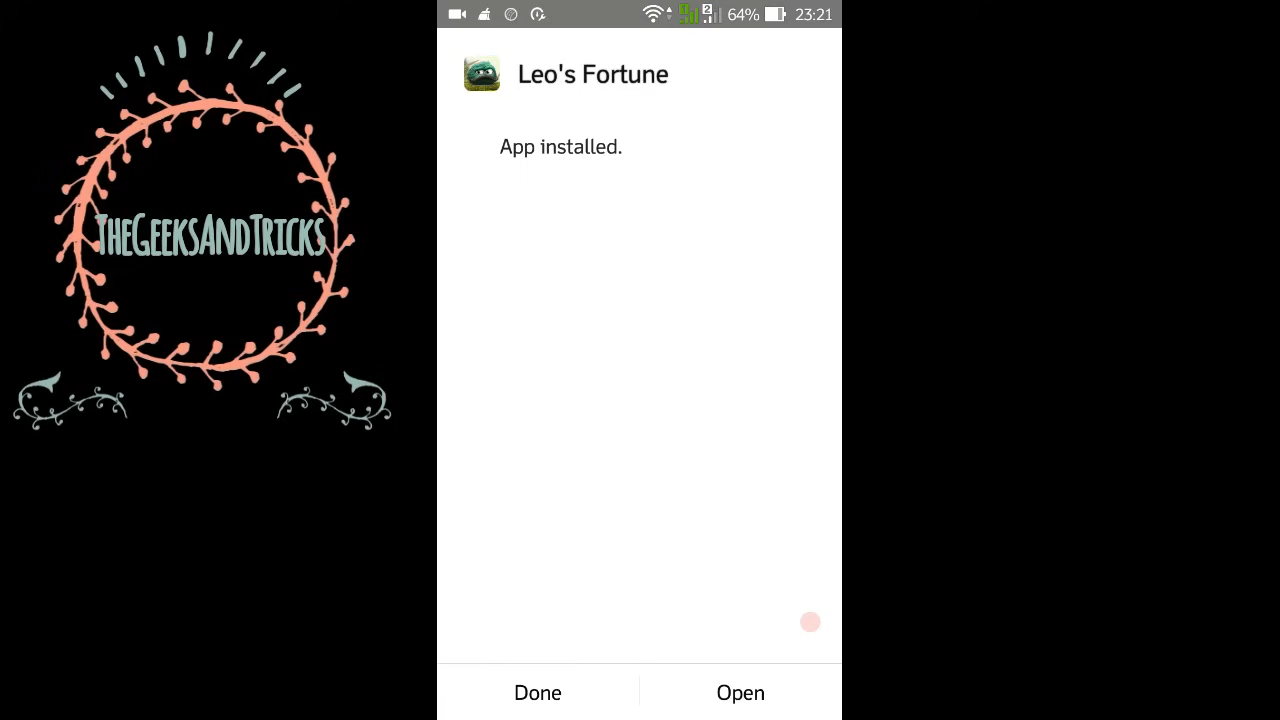 64% 23:21
Leo's Fortune
App installed.
TheGeeksAndTricks
Done Open